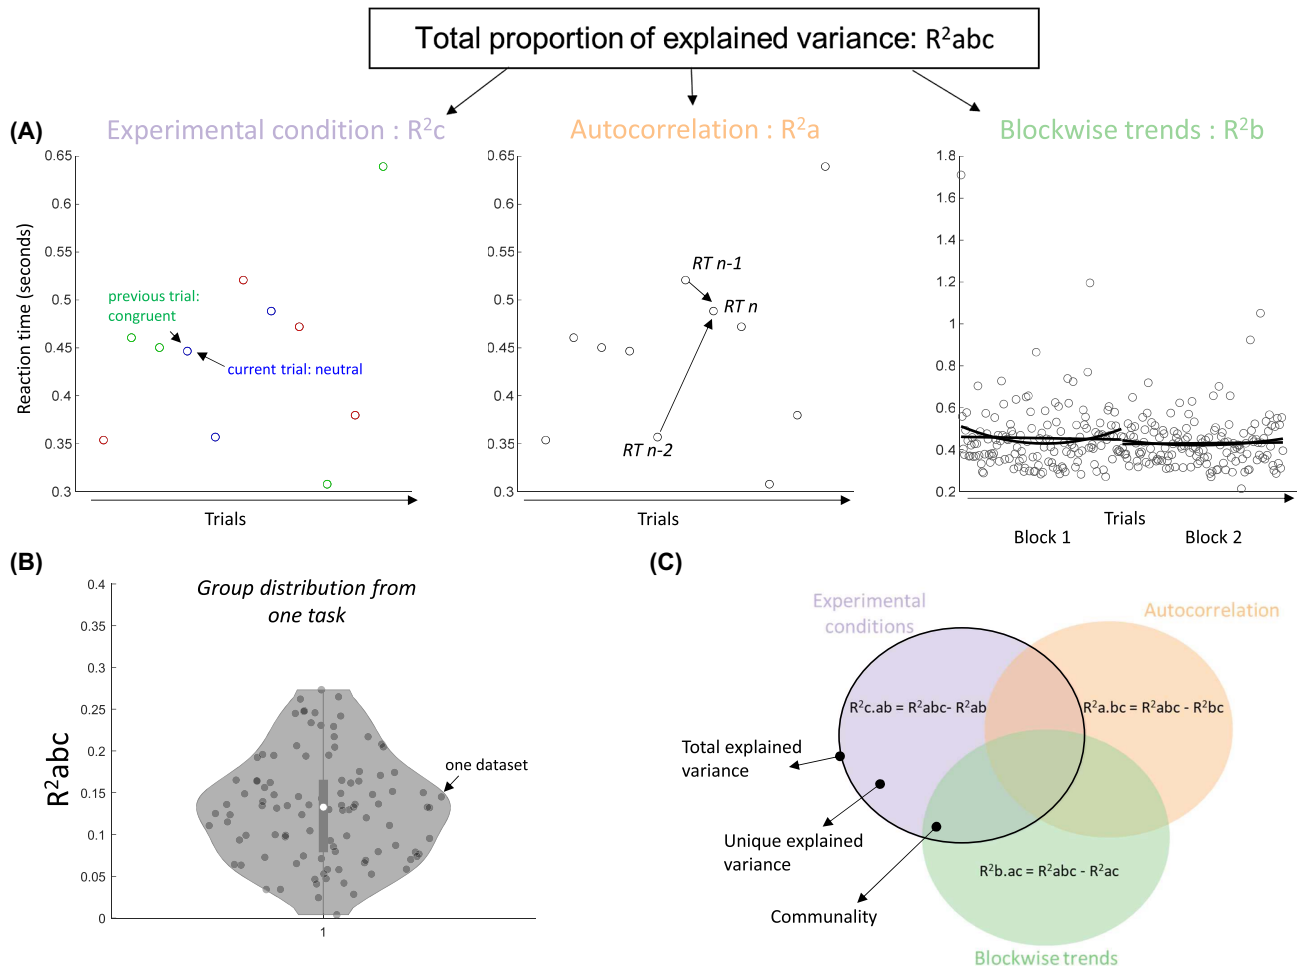 Total proportion of explained variance: R²abc
(A)
Experimental condition : R²c
Autocorrelation : R²a
Blockwise trends : R²b
Reaction time (seconds)
0.65
0.6
0.55
0.5
0.45
0.4
0.35
0.3
previous trial:
congruent
current trial: neutral
Trials
0.65
0.6
0.55
0.5
0.45
0.4
0.35
0.3
RT n-1
RT n
RT n-2
Trials
1.8
1.6
1.4
1.2
1
0.8
0.6
0.4
0.2
Trials
Block 1
Block 2
(B)
Group distribution from
one task
R²abc
0.4
0.35
0.3
0.25
0.2
0.15
0.1
0.05
0
one dataset
1
(C)
Experimental
conditions
Autocorrelation
R²c.ab = R²abc- R²ab
R²a.bc = R²abc - R²bc
Total explained
variance
Unique explained
variance
R²b.ac = R²abc - R²ac
Communality
Blockwise trends